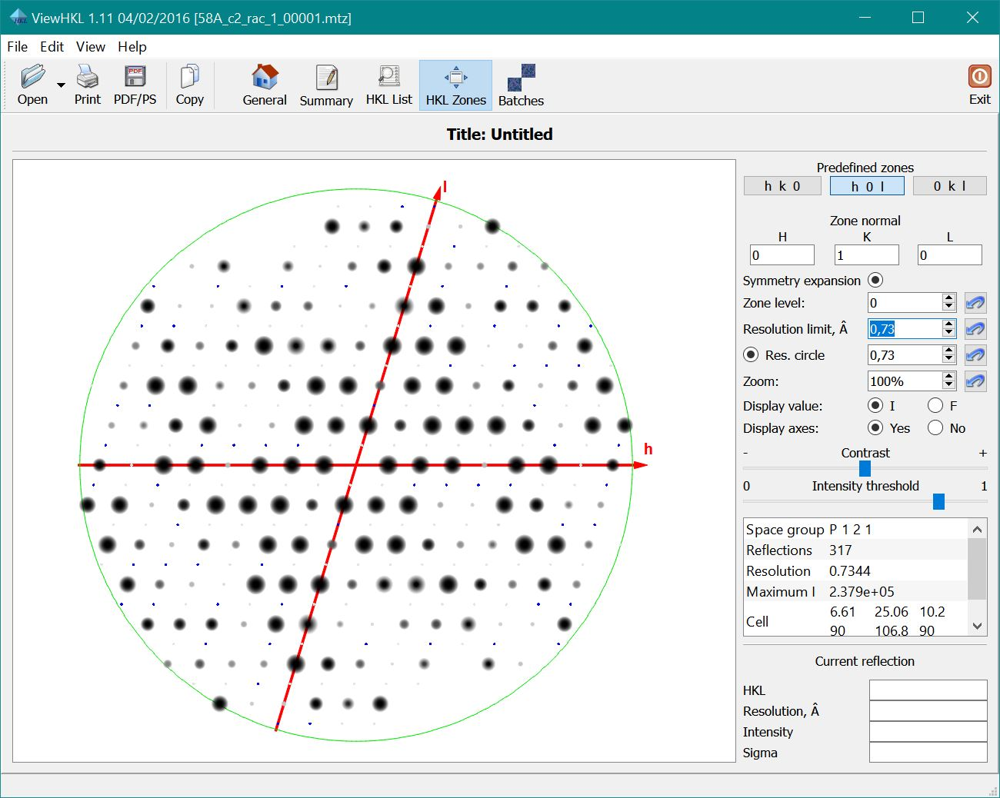 ViewHKL 1.11 04/02/2016 [58A_c2_rac_1_00001.mtz]
File Edit View Help
Open Print PDF/PS Copy General Summary HKL List HKL Zones Batches Exit
Title: Untitled
l
h
Predefined zones
h k 0 h 0 l 0 k l
Zone normal
H K L
0 1 0
Symmetry expansion
Zone level: 0
Resolution limit, Â 0,73
Res. circle 0,73
Zoom: 100%
Display value: I F
Display axes: Yes No
- Contrast +
0 Intensity threshold 1
Space group P 1 2 1
Reflections 317
Resolution 0.7344
Maximum I 2.379e+05
Cell 6.61 25.06 10.2
90 106.8 90
Current reflection
HKL
Resolution, Â
Intensity
Sigma